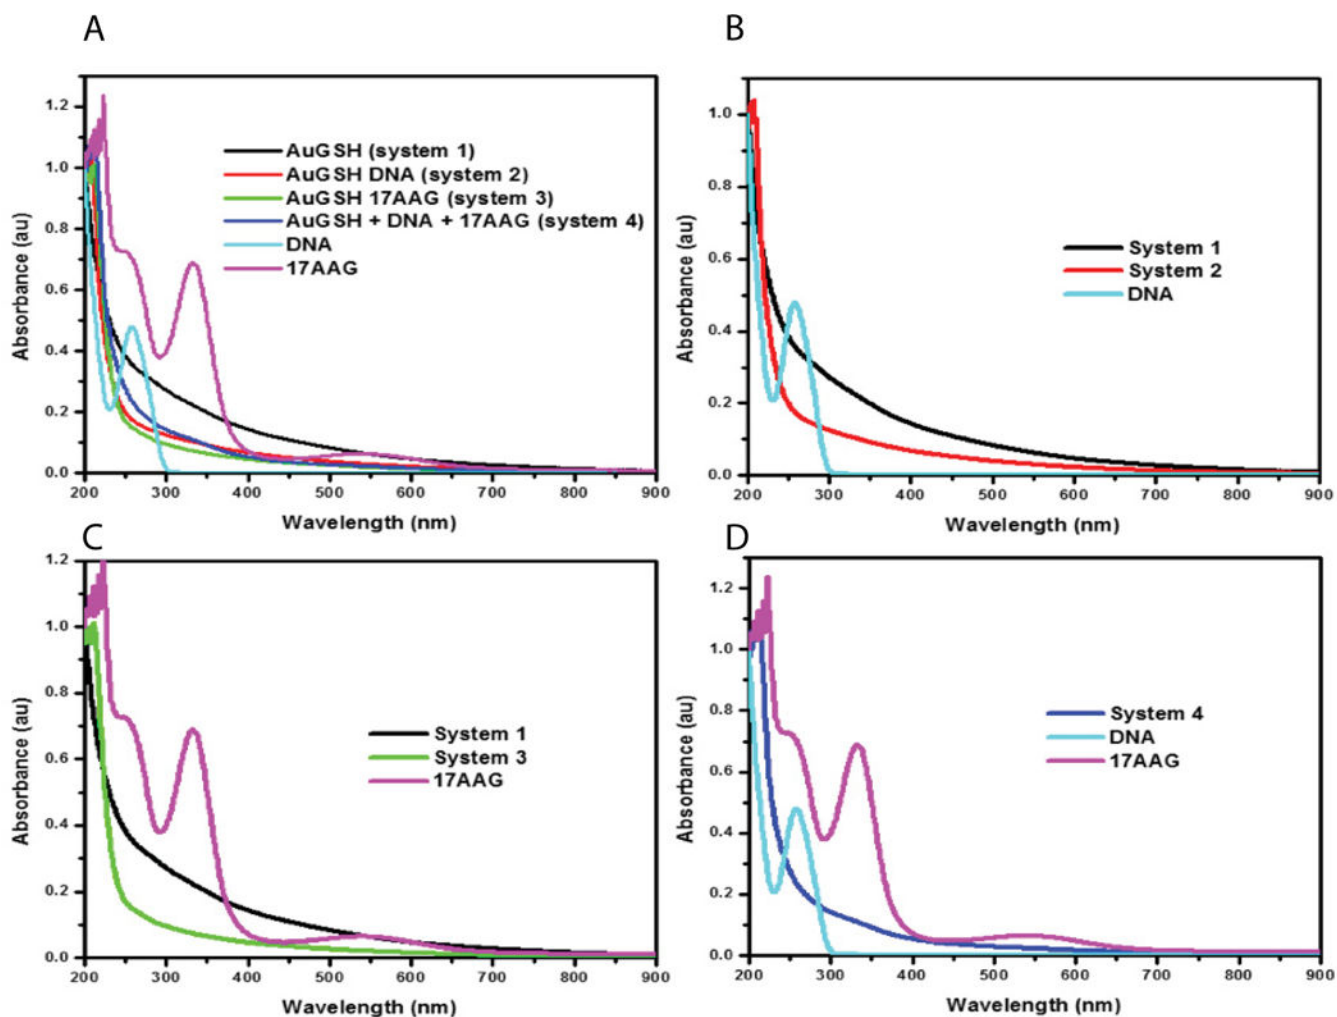 A
Absorbance (au)
1.2
1.0
0.8
0.6
0.4
0.2
0.0
AuGSH (system 1)
AuGSH DNA (system 2)
AuGSH 17AAG (system 3)
AuGSH + DNA + 17AAG (system 4)
DNA
17AAG
200 300 400 500 600 700 800 900
Wavelength (nm)
B
Absorbance (au)
1.0
0.8
0.6
0.4
0.2
0.0
System 1
System 2
DNA
200 300 400 500 600 700 800 900
Wavelength (nm)
C
Absorbance (au)
1.2
1.0
0.8
0.6
0.4
0.2
0.0
System 1
System 3
17AAG
200 300 400 500 600 700 800 900
Wavelength (nm)
D
Absorbance (au)
1.2
1.0
0.8
0.6
0.4
0.2
0.0
System 4
DNA
17AAG
200 300 400 500 600 700 800 900
Wavelength (nm)